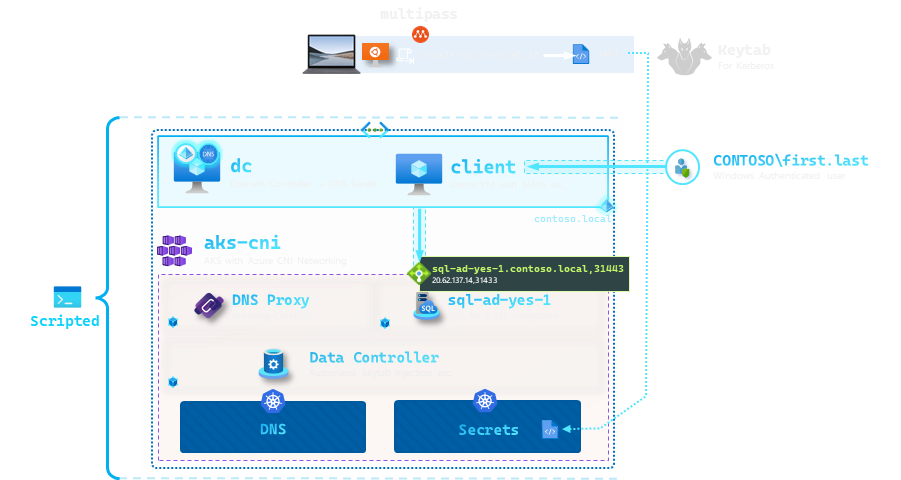 multipass
Keytab
For Kerberos
DNS
dc
client
CONTOSO\first.last
Windows Authenticated User
contoso.local
aks-cni
AKS with Azure CNI Networking
sql-ad-yes-1.contoso.local,31443
20.62.137.14,31433
DNS Proxy
SQL
sql-ad-yes-1
Scripted
Data Controller
DNS
Secrets